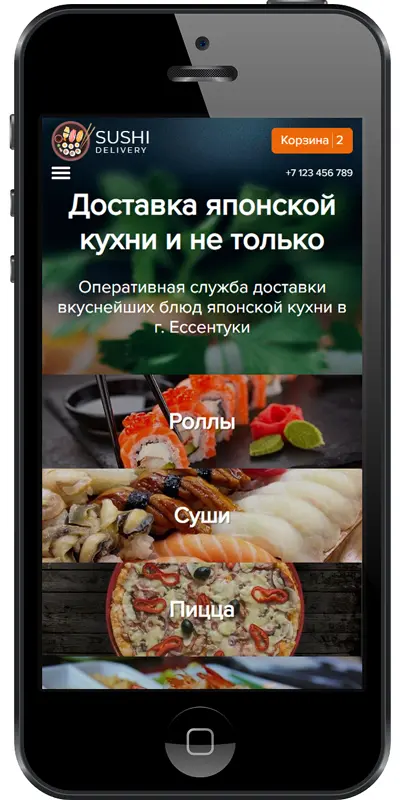 SUSHI
DELIVERY
Корзина | 2
+7 123 456 789
Доставка японской
кухни и не только
Оперативная служба доставки
вкуснейших блюд японской кухни в
г. Ессентуки
Роллы
Суши
Пицца